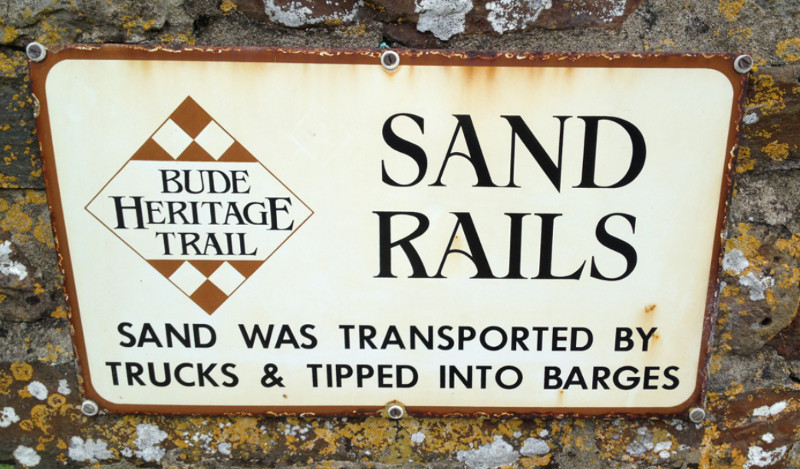 BUDE
HERITAGE
TRAIL
SAND
RAILS
SAND WAS TRANSPORTED BY
TRUCKS & TIPPED INTO BARGES